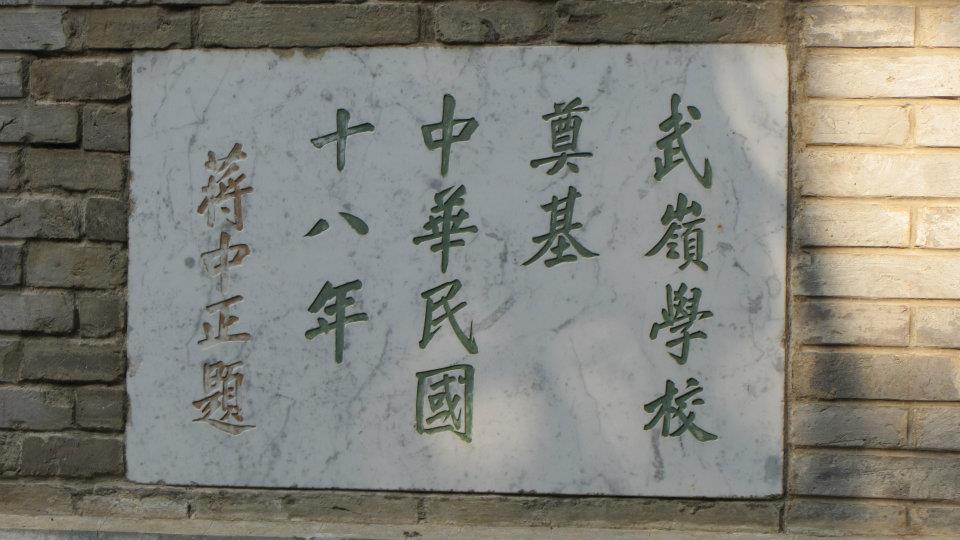 武嶺學校
奠基
中華民國
十八年
蔣中正題